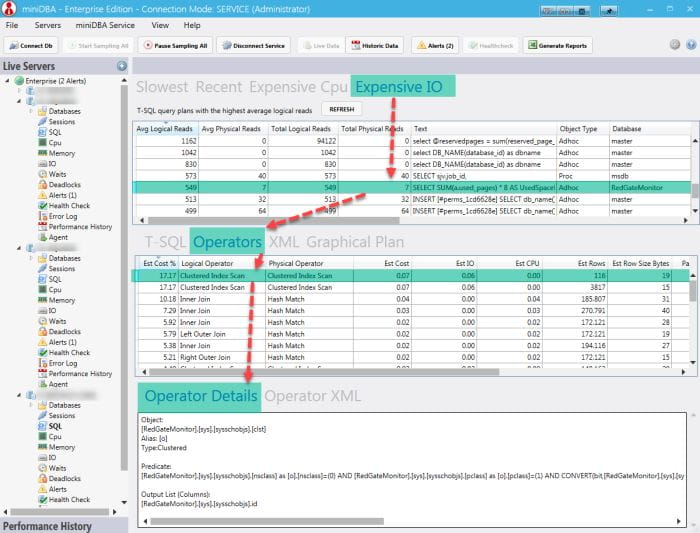 miniDBA - Enterprise Edition - Connection Mode: SERVICE (Administrator)
File Servers miniDBA Service Help
Connect Db Start Sampling All Pause Sampling All Disconnect Service Live Data Historic Data Alerts (2) Healthcheck Generate Reports
Live Servers
Enterprise (2 Alerts)
Databases
Sessions
SQL
Cpu
Memory
IO
Waits
Deadlocks
Alerts (1)
Health Check
Error Log
Performance History
Agent
Databases
Sessions
SQL
Cpu
Memory
IO
Waits
Deadlocks
Alerts (1)
Health Check
Error Log
Performance History
Agent
Databases
Sessions
SQL
Cpu
Memory
IO
Waits
Deadlocks
Alerts
Health Check
Performance History
Slowest Recent Expensive Cpu Expensive IO
T-SQL query plans with the highest average logical reads REFRESH
Avg Logical Reads Avg Physical Reads Total Logical Reads Total Physical Reads Text Object Type Database
1162 0 94122 0 select @reservedpages = sum(reserved_page_ Adhoc master
1042 0 1042 0 select DB_NAME(database_id) as dbname Adhoc master
830 0 830 0 select DB_NAME(database_id) as dbname Adhoc master
573 40 573 40 SELECT sjv.job_id, Proc msdb
549 7 549 7 SELECT SUM(a.used_pages) * 8 AS UsedSpace Adhoc RedGateMonitor
513 32 513 32 INSERT [#perms_1cd6628e] SELECT db_name( Adhoc master
499 64 499 64 INSERT [#perms_1cd6628e] SELECT db_name( Adhoc master
T-SQL Operators XML Graphical Plan
Est Cost % Logical Operator Physical Operator Est Cost Est IO Est CPU Est Rows Est Row Size Bytes Pa
17.17 Clustered Index Scan Clustered Index Scan 0.07 0.06 0.00 116 19
17.17 Clustered Index Scan Clustered Index Scan 0.07 0.06 0.00 3817 15
10.18 Inner Join Hash Match 0.04 0.00 0.00 185.807 31
7.29 Inner Join Hash Match 0.03 0.00 0.00 270.791 40
5.92 Inner Join Hash Match 0.02 0.00 0.00 172.121 28
5.79 Left Outer Join Hash Match 0.02 0.00 0.00 172.121 19
5.38 Inner Join Hash Match 0.02 0.00 0.00 194.116 27
5.21 Right Outer Join Hash Match 0.02 0.00 0.00 172.121 15
Operator Details Operator XML
Object:
[RedGateMonitor].[sys].[sysschobjs].[clst]
Alias: [o]
Type:Clustered
Predicate:
[RedGateMonitor].[sys].[sysschobjs].[nsclass] as [o].[nsclass]=(0) AND [RedGateMonitor].[sys].[sysschobjs].[pclass] as [o].[pclass]=(1) AND CONVERT(bit,[RedGateMonitor].[sys].[sy
Output List (Columns):
[RedGateMonitor].[sys].[sysschobjs].id